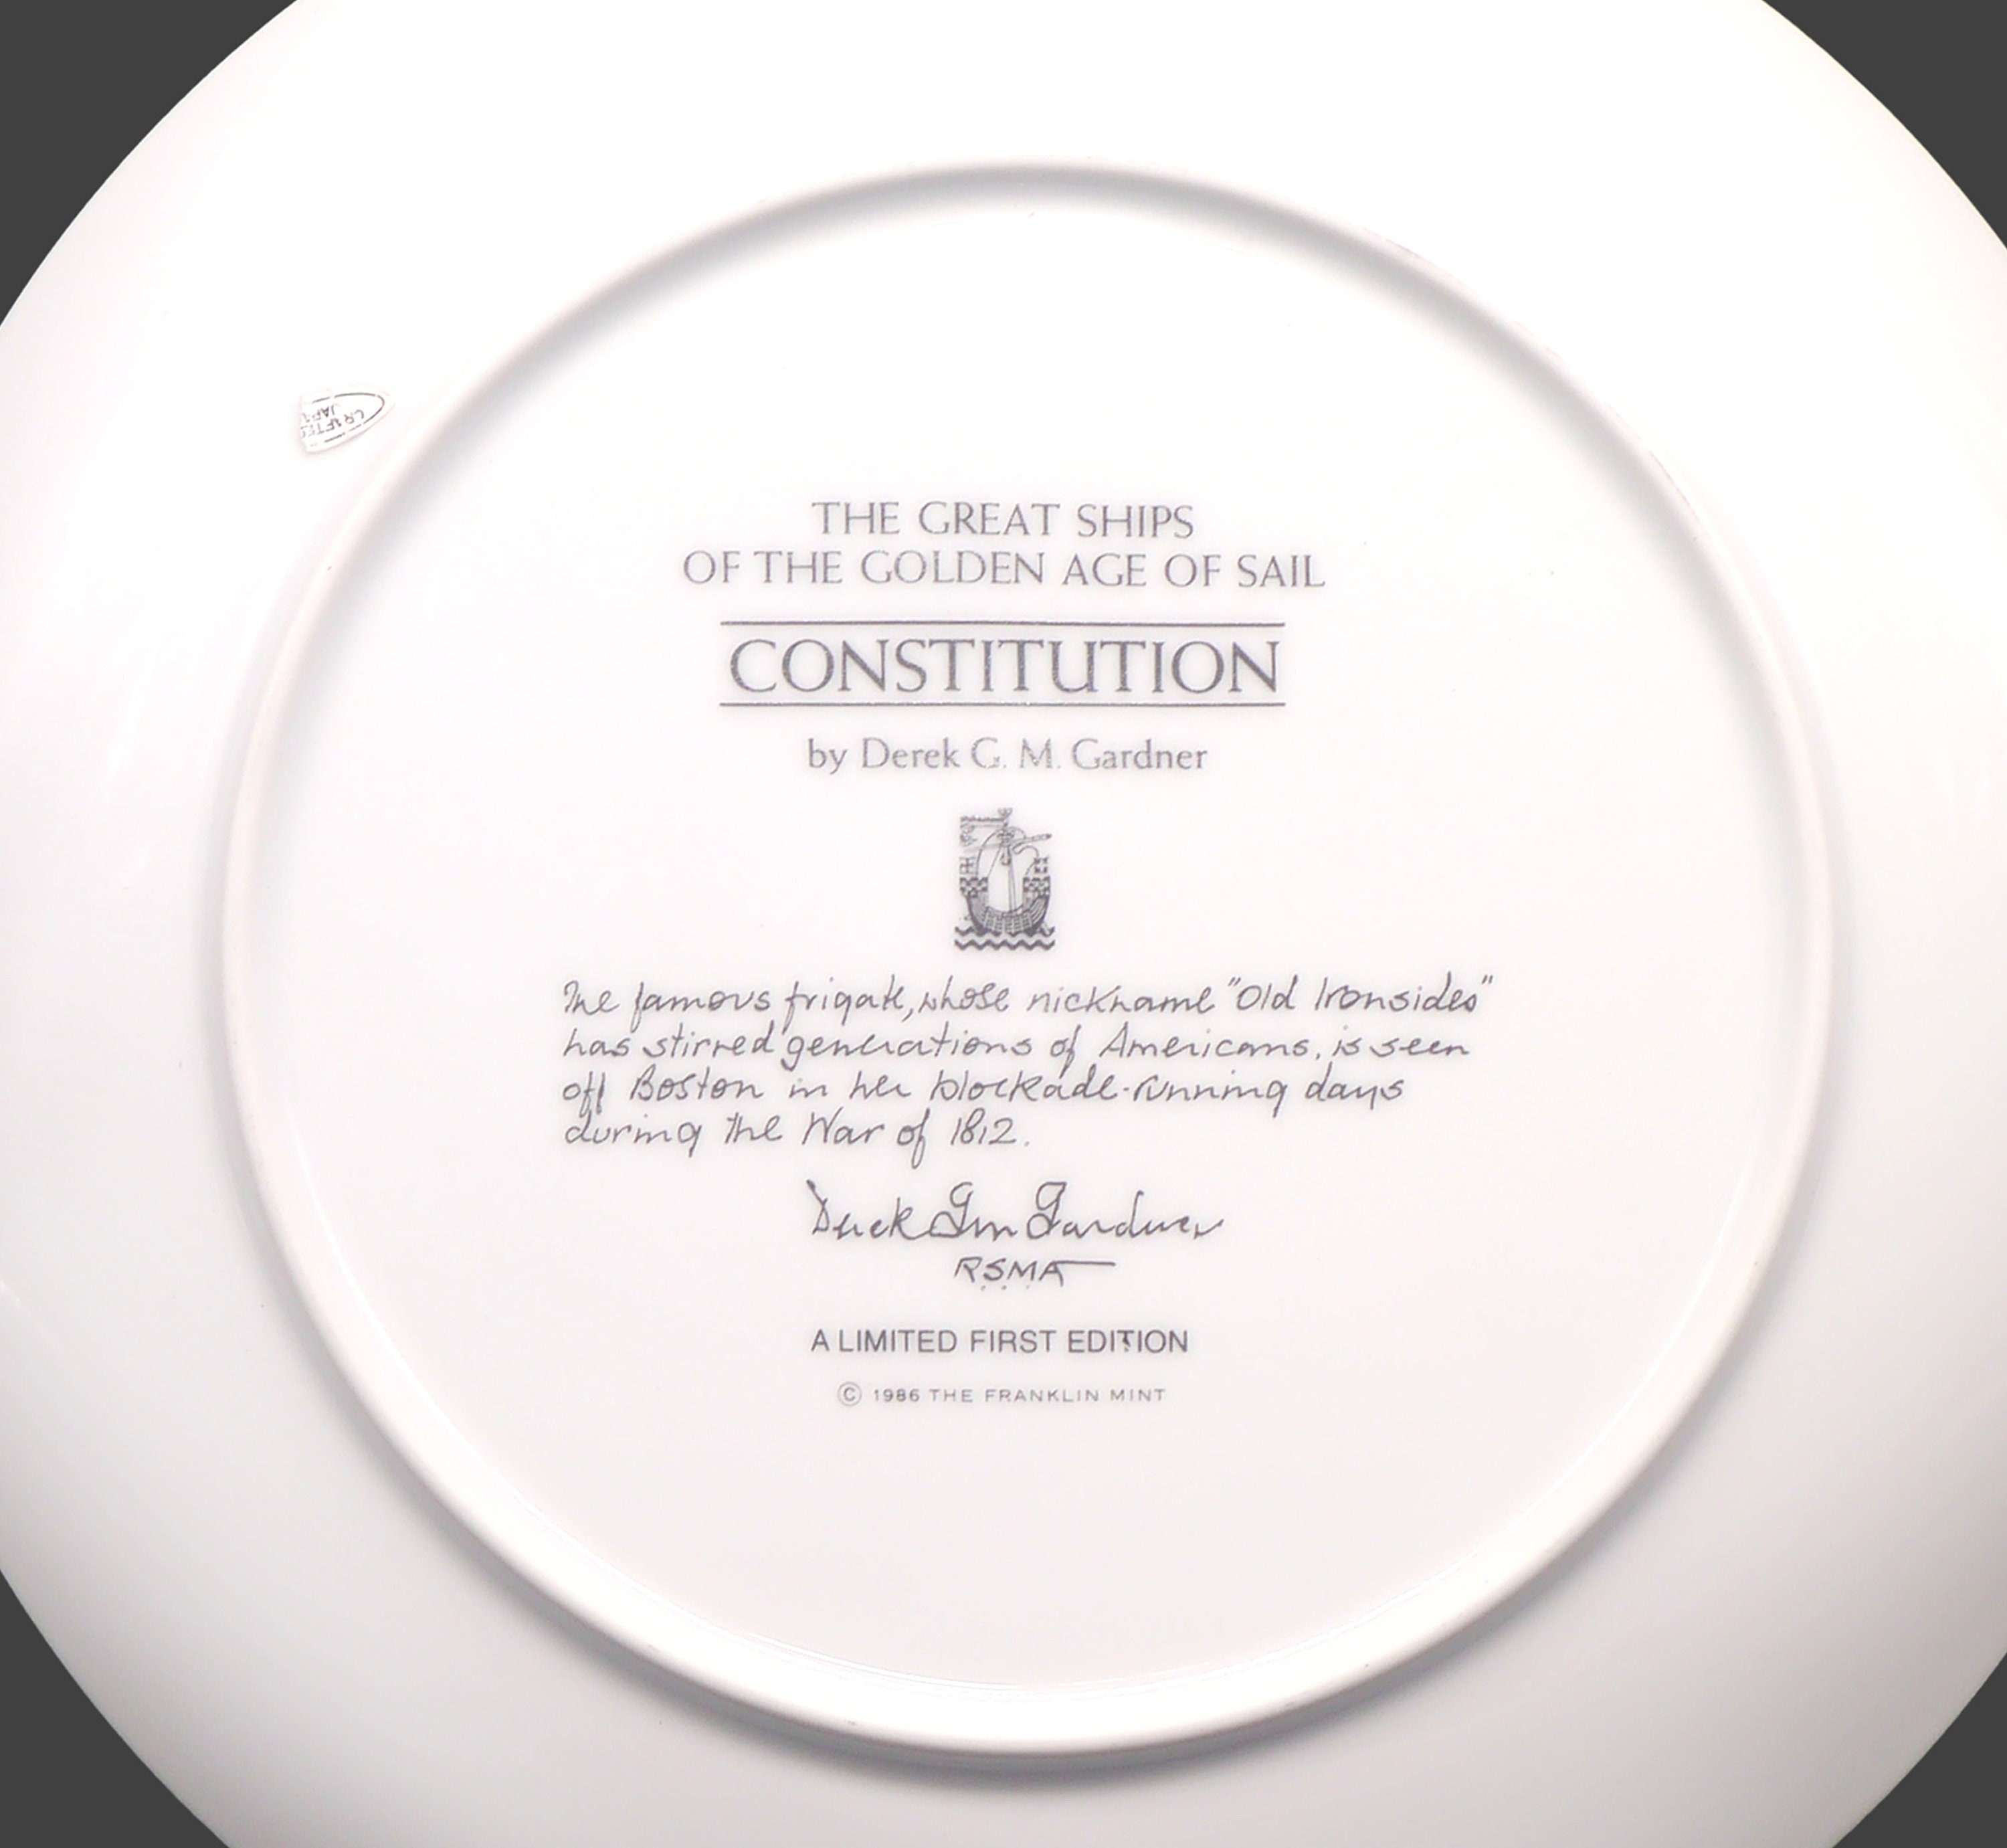 THE GREAT SHIPS
OF THE GOLDEN AGE OF SAIL
CONSTITUTION
by Derek G. M. Gardner
The famous frigate, whose nickname "Old Ironsides"
has stirred generations of Americans, is seen
off Boston in her blockade-running days
during the War of 1812.
Derek G M Gardner
R.S.M.A
A LIMITED FIRST EDITION
© 1986 THE FRANKLIN MINT